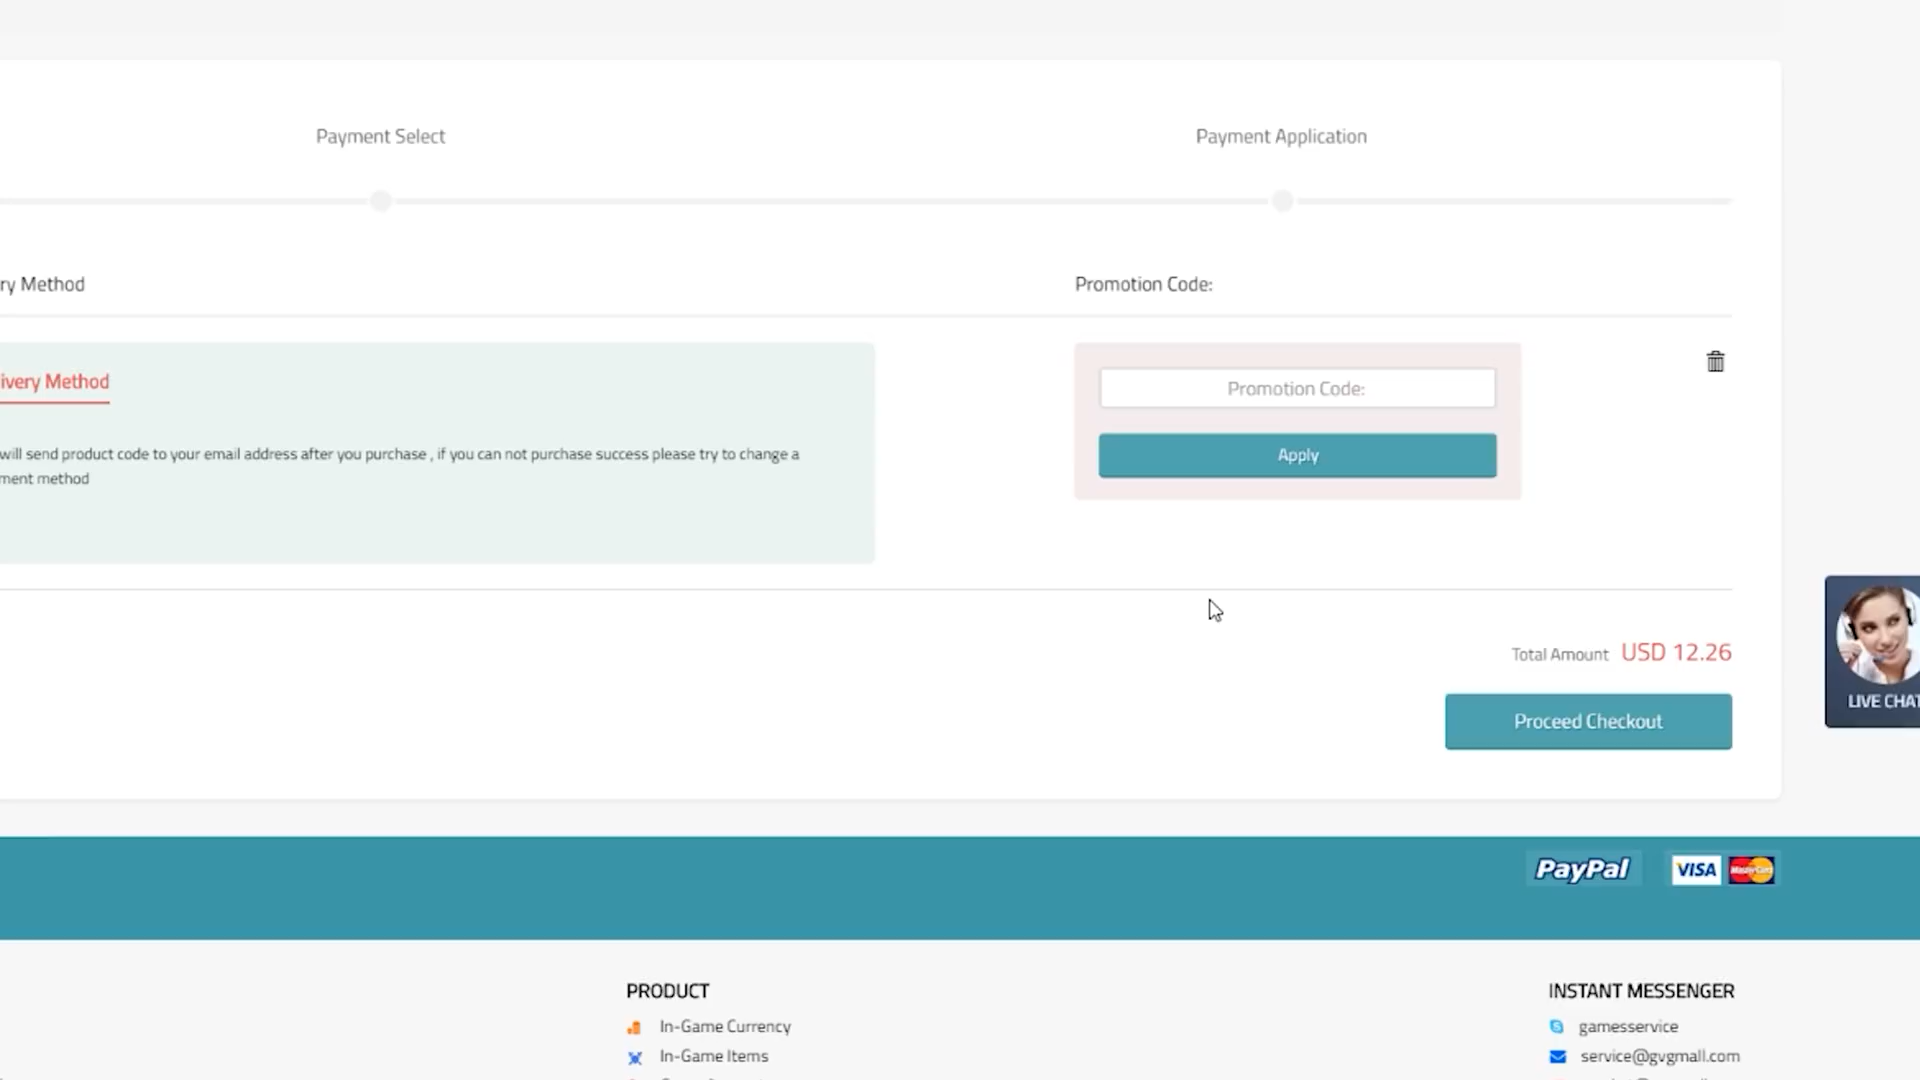 Payment Select
Payment Application
ry Method
Promotion Code:
ivery Method
Promotion Code:
will send product code to your email address after you purchase , if you can not purchase success please try to change a
ment method
Apply
Total Amount USD 12.26
Proceed Checkout
LIVE CHAT
PayPal
VISA
MasterCard
PRODUCT
INSTANT MESSENGER
In-Game Currency
gamesservice
In-Game Items
service@gvgmall.com